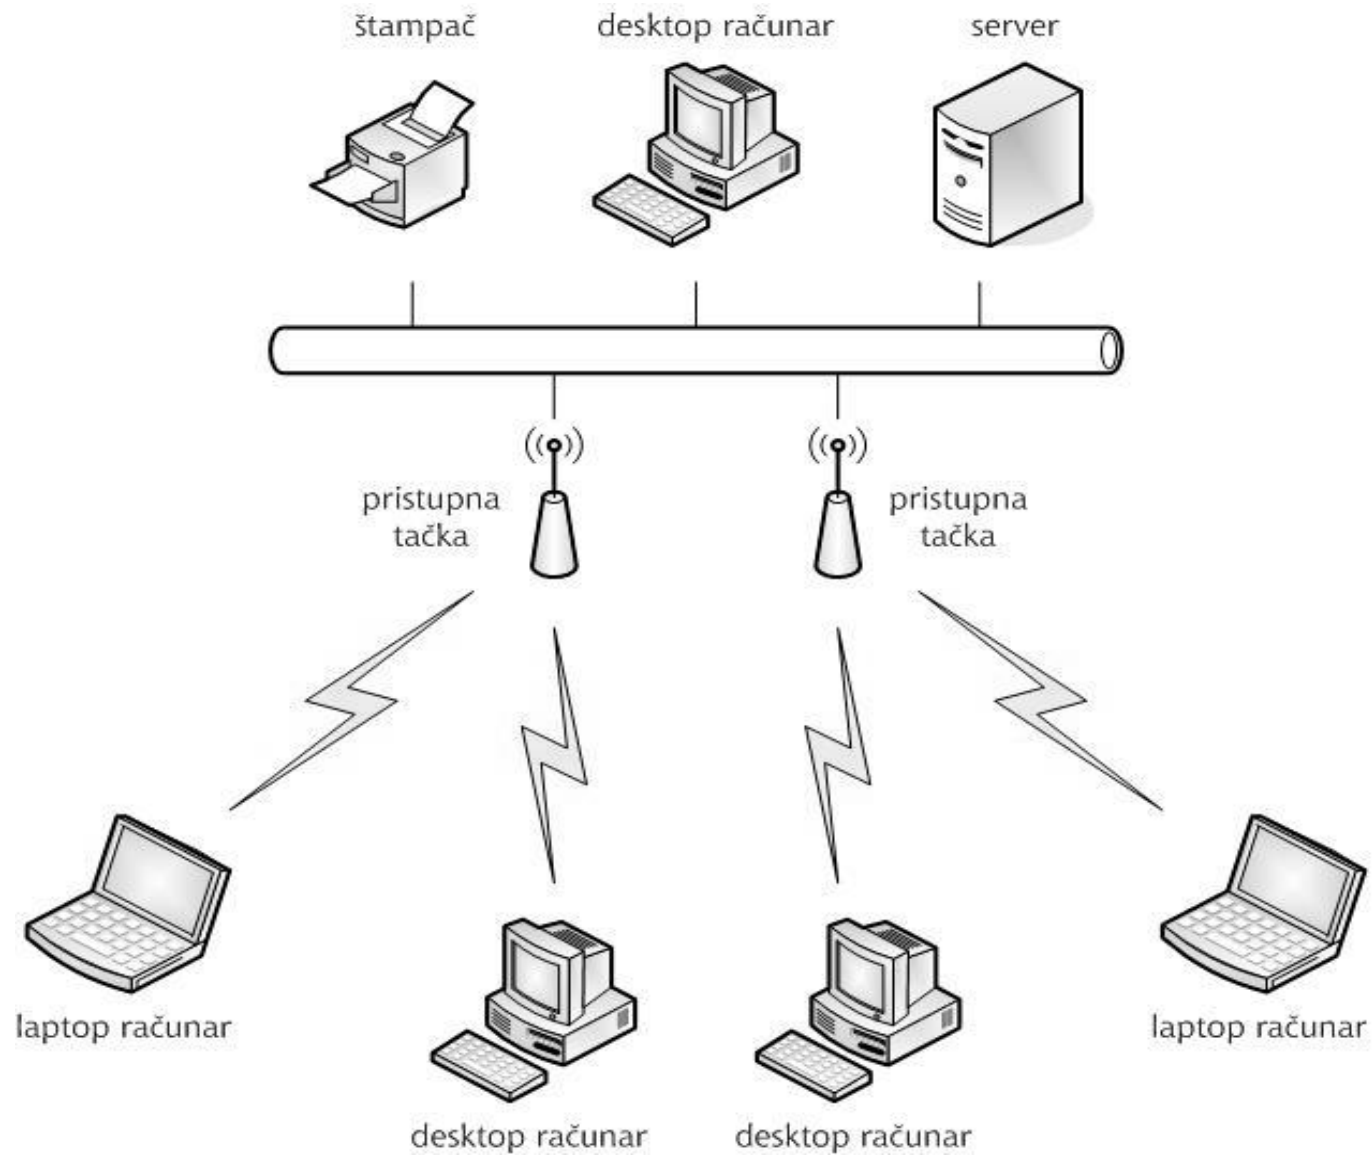 štampač
desktop računar
server
pristupna
tačka
pristupna
tačka
laptop računar
laptop računar
desktop računar
desktop računar